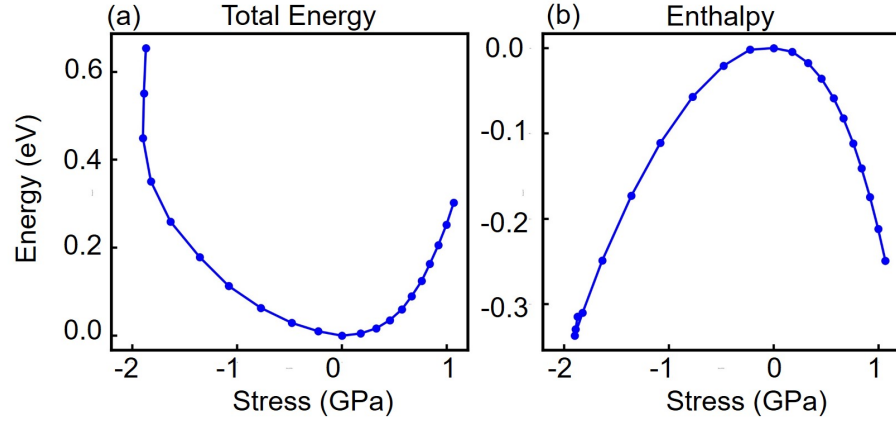 (a) Total Energy
Energy (eV)
0.6
0.4
0.2
0.0
-2 -1 0 1
Stress (GPa)
(b) Enthalpy
0.0
-0.1
-0.2
-0.3
-2 -1 0 1
Stress (GPa)